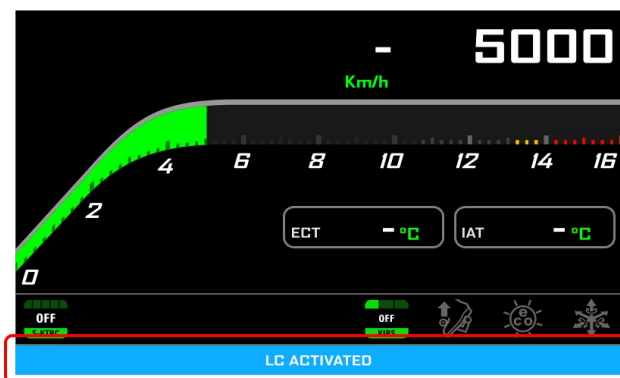 - 5000
Km/h
0 2 4 6 8 10 12 14 16
ECT - °C IAT - °C
OFF OFF eco
S-KTRC KIBS
LC ACTIVATED